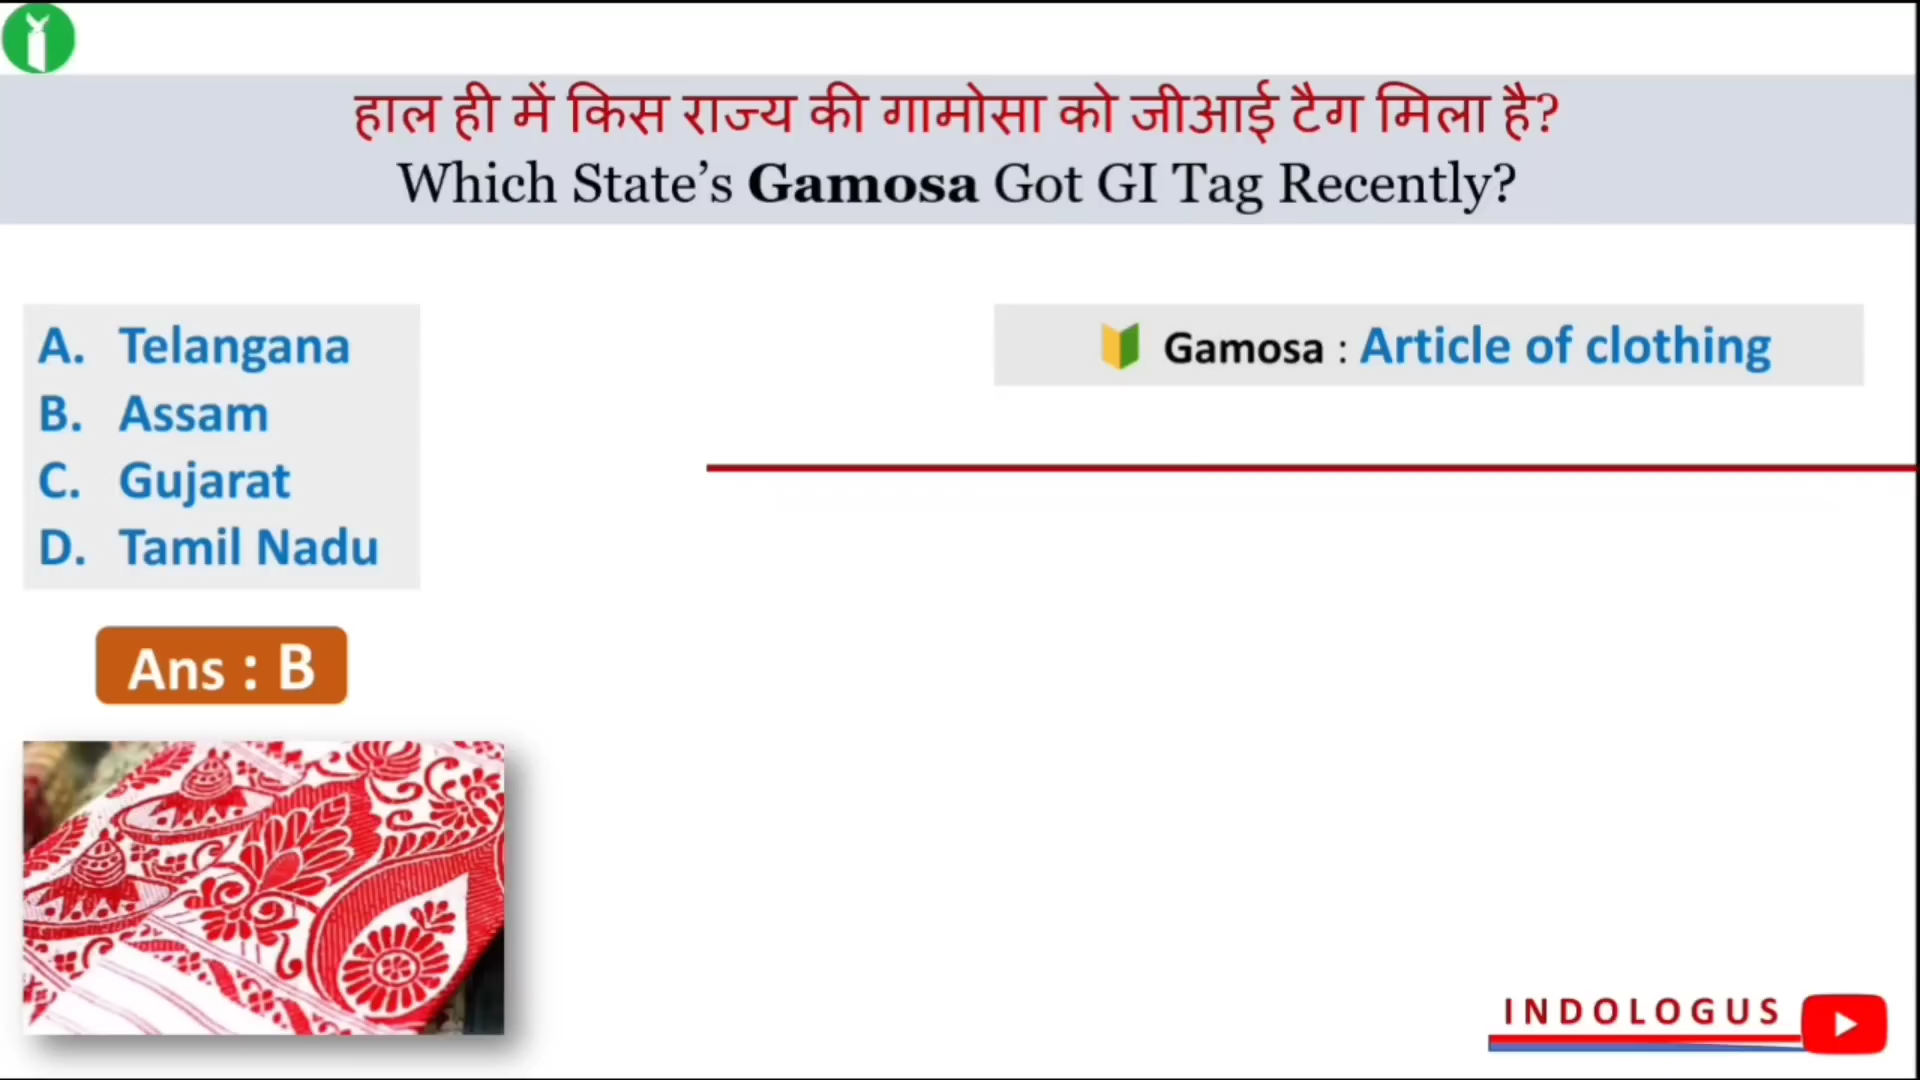 हाल ही में किस राज्य की गामोसा को जीआई टैग मिला है?
Which State’s Gamosa Got GI Tag Recently?
A. Telangana
B. Assam
C. Gujarat
D. Tamil Nadu
Ans : B
Gamosa : Article of clothing
INDOLOGUS